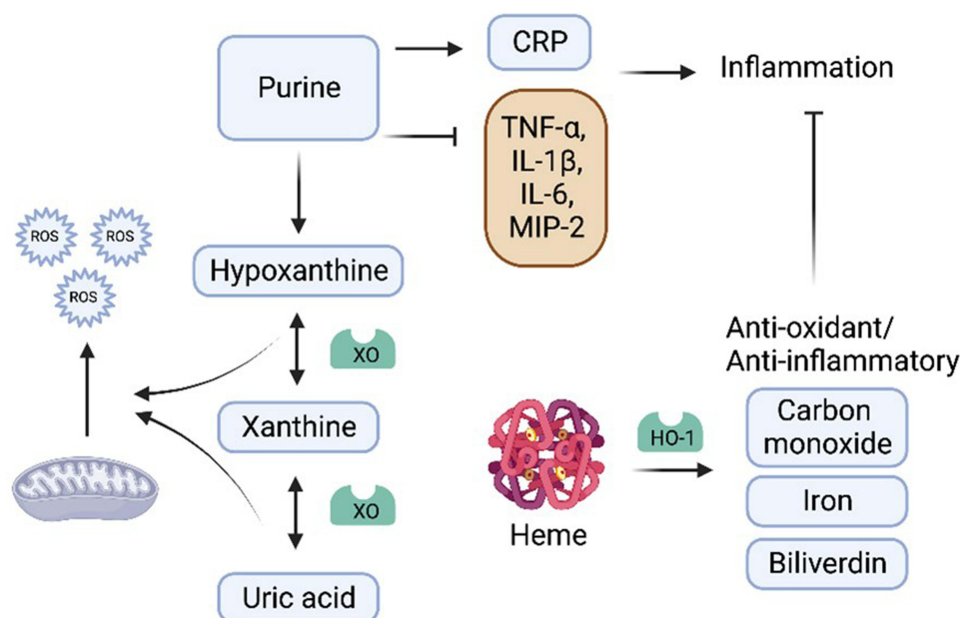 Purine
CRP
Inflammation
TNF-α,
IL-1β,
IL-6,
MIP-2
ROS
ROS
ROS
Hypoxanthine
XO
Xanthine
XO
Uric acid
Heme
HO-1
Anti-oxidant/
Anti-inflammatory
Carbon
monoxide
Iron
Biliverdin